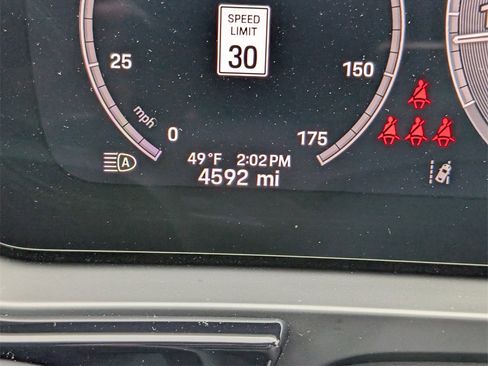 SPEED
LIMIT
30
25
150
mph
0
175
A
49°F 2:02PM
4592 mi